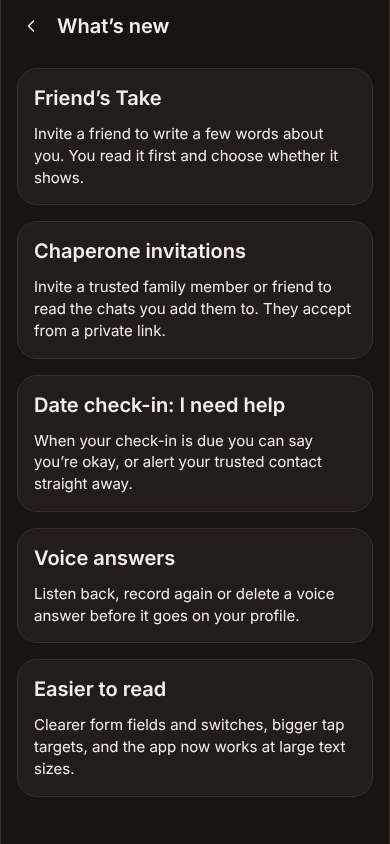 What’s new
Friend’s Take
Invite a friend to write a few words about
you. You read it first and choose whether it
shows.
Chaperone invitations
Invite a trusted family member or friend to
read the chats you add them to. They accept
from a private link.
Date check-in: I need help
When your check-in is due you can say
you’re okay, or alert your trusted contact
straight away.
Voice answers
Listen back, record again or delete a voice
answer before it goes on your profile.
Easier to read
Clearer form fields and switches, bigger tap
targets, and the app now works at large text
sizes.